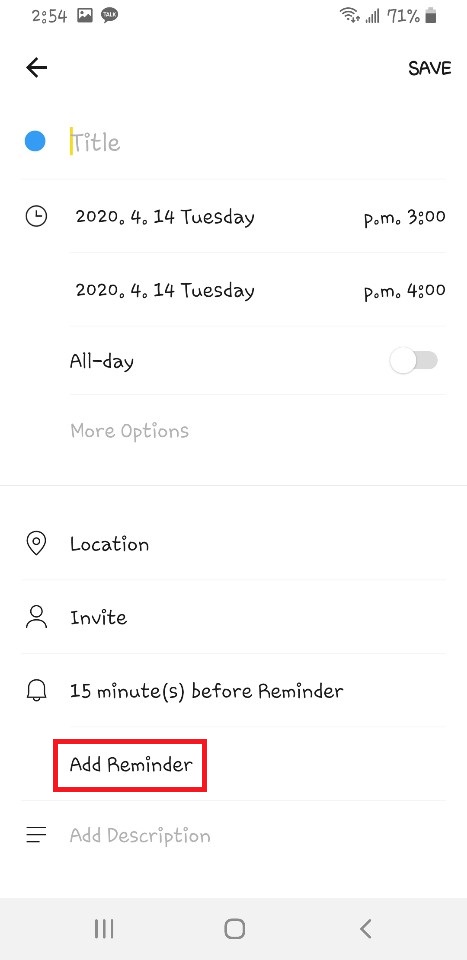 2:54 TALK 71%
SAVE
Title
2020. 4. 14 Tuesday p.m. 3:00
2020. 4. 14 Tuesday p.m. 4:00
All-day
More Options
Location
Invite
15 minute(s) before Reminder
Add Reminder
Add Description